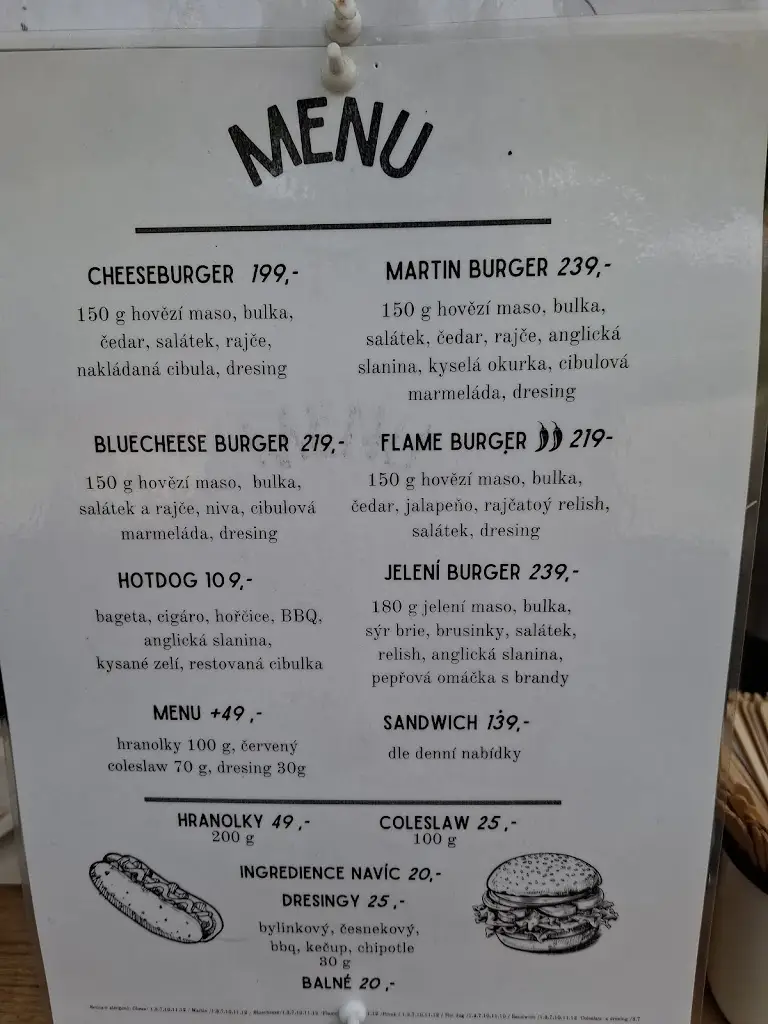 MENU
CHEESEBURGER 199,-
150 g hovězí maso, bulka,
čedar, salátek, rajče,
nakládaná cibula, dresing
MARTIN BURGER 239,-
150 g hovězí maso, bulka,
salátek, čedar, rajče, anglická
slanina, kyselá okurka, cibulová
marmeláda, dresing
BLUECHEESE BURGER 219,-
150 g hovězí maso, bulka,
salátek a rajče, niva, cibulová
marmeláda, dresing
FLAME BURGER 219-
150 g hovězí maso, bulka,
čedar, jalapeño, rajčatoý relish,
salátek, dresing
HOTDOG 109,-
bageta, cigáro, hořčice, BBQ,
anglická slanina,
kysané zelí, restovaná cibulka
JELENÍ BURGER 239,-
180 g jelení maso, bulka,
sýr brie, brusinky, salátek,
relish, anglická slanina,
pepřová omáčka s brandy
MENU +49,-
hranolky 100 g, červený
coleslaw 70 g, dresing 30g
SANDWICH 139,-
dle denní nabídky
HRANOLKY 49,-
200 g
COLESLAW 25,-
100 g
INGREDIENCE NAVÍC 20,-
DRESINGY 25,-
bylinkový, česnekový,
bbq, kečup, chipotle
30 g
BALNÉ 20,-